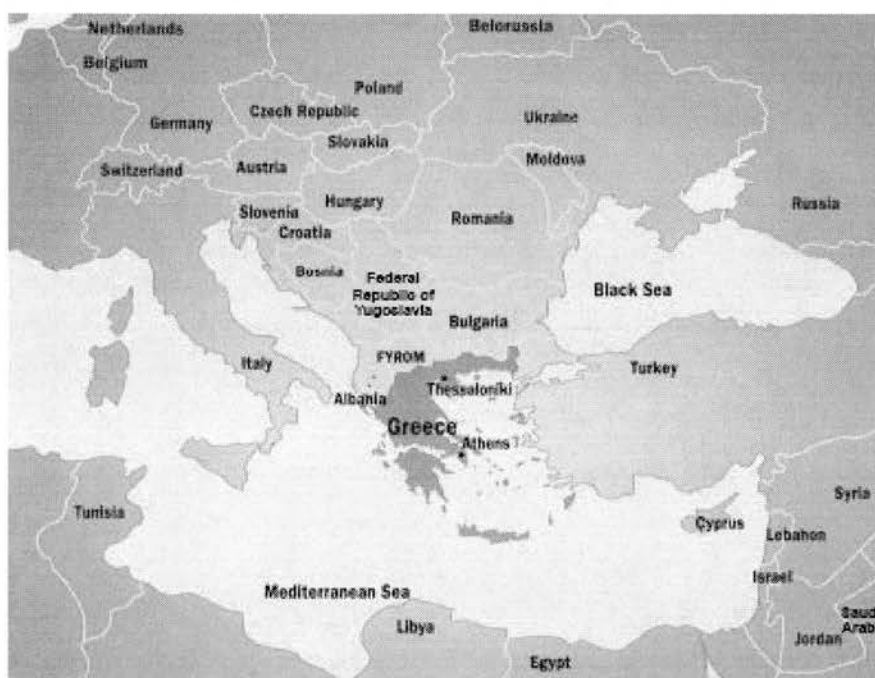 Netherlands
Belorussia
Belgium
Poland
Czech Republic
Germany
Ukraine
Slovakia
Moldova
Switzerland
Austria
Hungary
Russia
Slovenia
Romania
Croatia
Bosnia
Federal
Republic of
Yugoslavia
Black Sea
Bulgaria
FYROM
Italy
Turkey
Thessaloniki
Albania
Greece
Athens
Syria
Tunisia
Cyprus
Lebanon
Israel
Mediterranean Sea
Saud
Arab
Libya
Jordan
Egypt